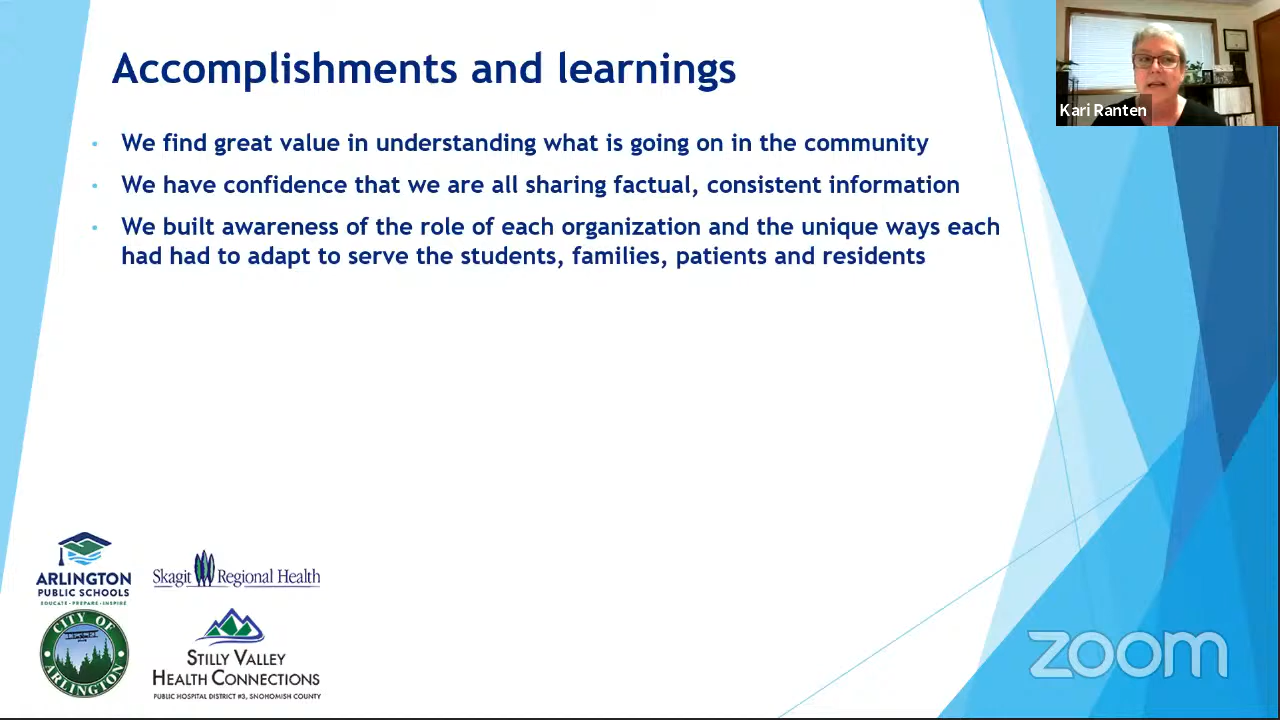 Accomplishments and learnings
Kari Ranten
We find great value in understanding what is going on in the community
We have confidence that we are all sharing factual, consistent information
We built awareness of the role of each organization and the unique ways each
had had to adapt to serve the students, families, patients and residents
ARLINGTON
PUBLIC SCHOOLS
EDUCATE · PREPARE · INSPIRE
Skagit Regional Health
CITY OF
ARLINGTON
STILLY VALLEY
HEALTH CONNECTIONS
PUBLIC HOSPITAL DISTRICT #3, SNOHOMISH COUNTY
zoom